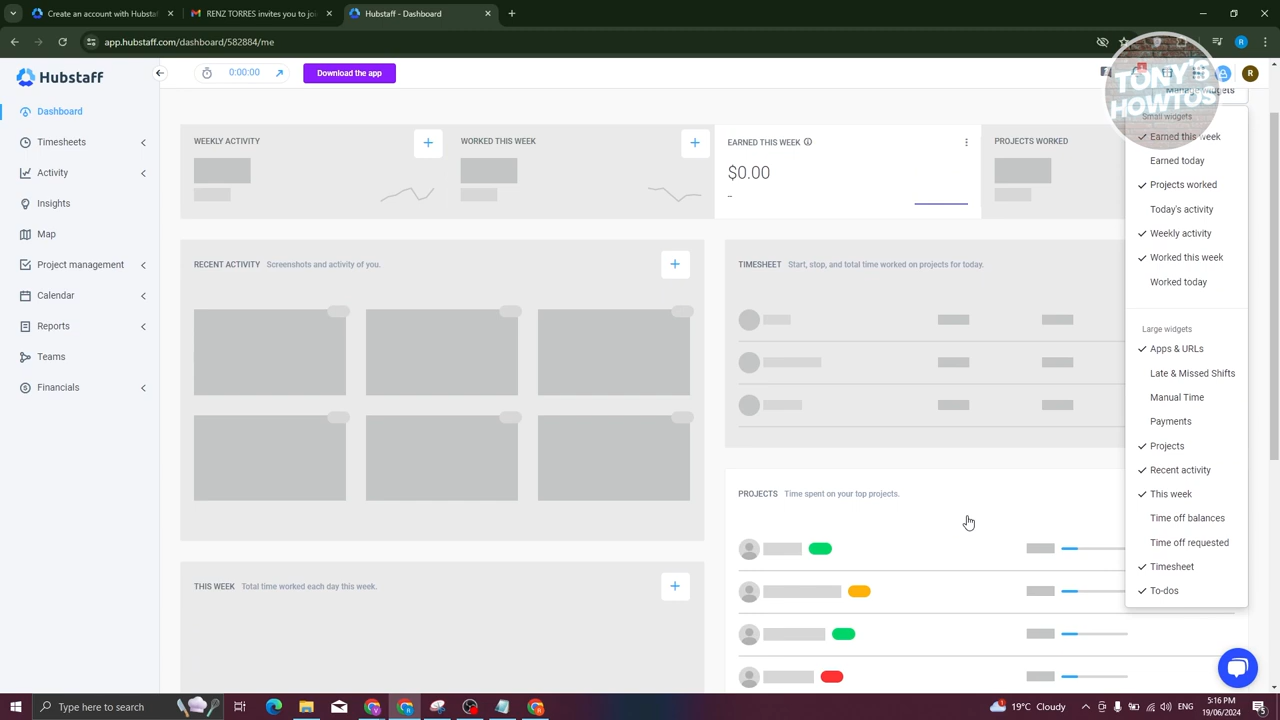 Create an account with Hubsta
RENZ TOTTORO join
Hubstaff - Dashboard
app.hubstaff.com/dashboard/582884/me
R
Hubstaff
0:00:00
Download the app
R
TONY'S
HOWTOS
Manage widgets
Dashboard
Timesheets
Activity
Insights
Map
Project management
Calendar
Reports
Teams
Financials
WEEKLY ACTIVITY
WORKED THIS WEEK
EARNED THIS WEEK
$0.00
PROJECTS WORKED
RECENT ACTIVITY Screenshots and activity of you.
TIMESHEET Start, stop, and total time worked on projects for today.
PROJECTS Time spent on your top projects.
THIS WEEK Total time worked each day this week.
Small widgets
Earned this week
Earned today
Projects worked
Today's activity
Weekly activity
Worked this week
Worked today
Large widgets
Apps & URLs
Late & Missed Shifts
Manual Time
Payments
Projects
Recent activity
This week
Time off balances
Time off requested
Timesheet
To-dos
Type here to search
19°C Cloudy
5:16 PM
19/06/2024